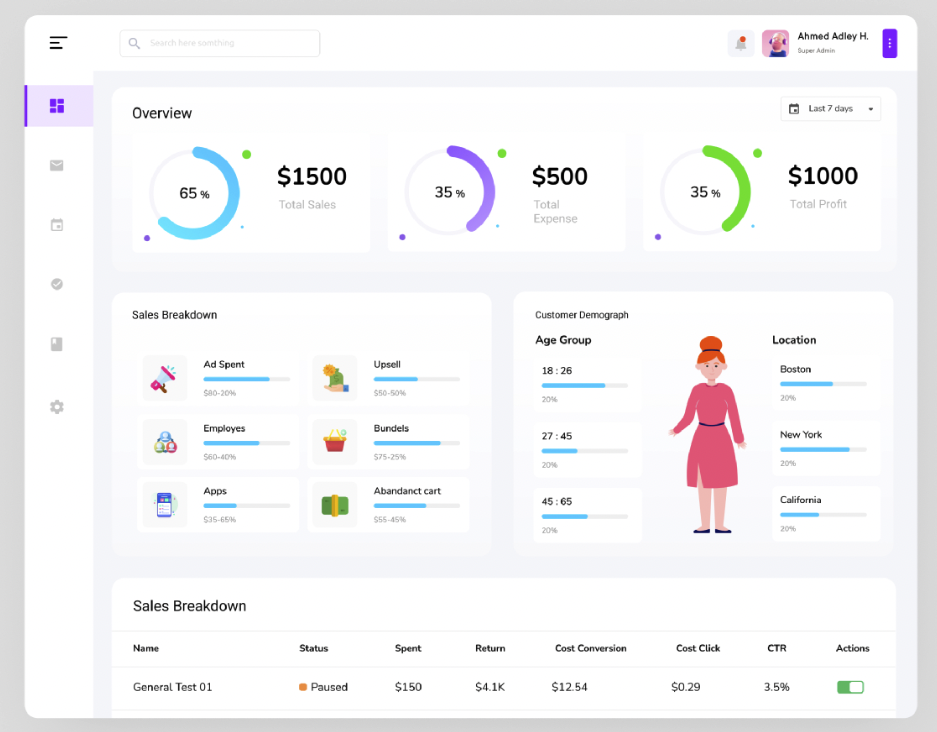 Search here somthing
Ahmed Adley H.
Super Admin
Overview
Last 7 days
65 %
$1500
Total Sales
35 %
$500
Total
Expense
35 %
$1000
Total Profit
Sales Breakdown
Ad Spent
$80-20%
Upsell
$50-50%
Employes
$60-40%
Bundels
$75-25%
Apps
$35-65%
Abandanct cart
$55-45%
Customer Demograph
Age Group
18 : 26
20%
27 : 45
20%
45 : 65
20%
Location
Boston
20%
New York
20%
California
20%
Sales Breakdown
Name Status Spent Return Cost Conversion Cost Click CTR Actions
General Test 01 Paused $150 $4.1K $12.54 $0.29 3.5%